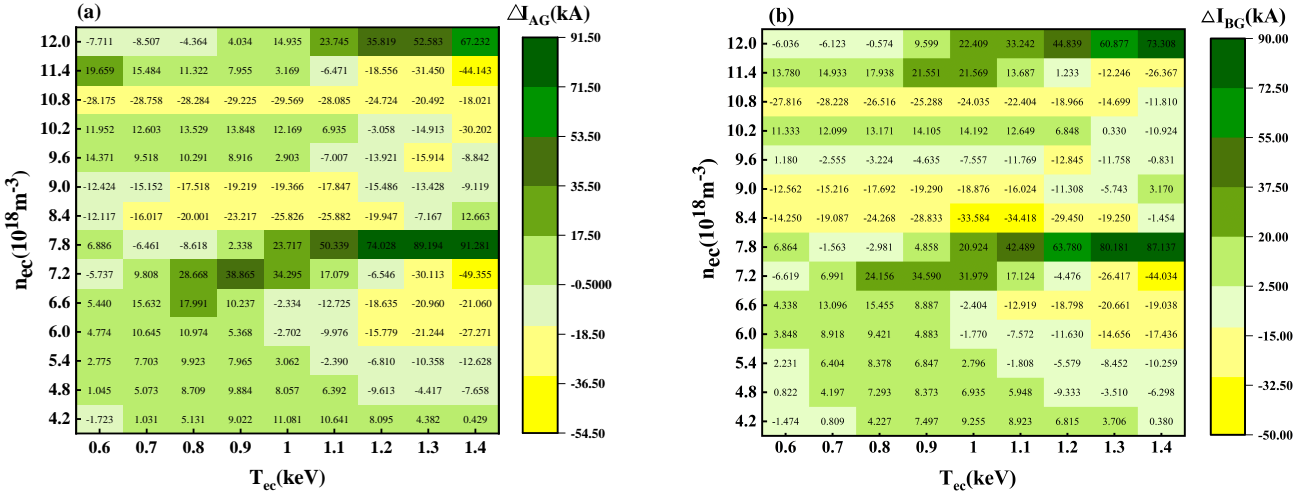 (a)
ΔI_AG(kA)
n_ec(10^18 m^-3)
12.0 -7.711 -8.507 -4.364 4.034 14.935 23.745 35.819 52.583 67.232
11.4 19.659 15.484 11.322 7.955 3.169 -6.471 -18.556 -31.450 -44.143
10.8 -28.175 -28.758 -28.284 -29.225 -29.569 -28.085 -24.724 -20.492 -18.021
10.2 11.952 12.603 13.529 13.848 12.169 6.935 -3.058 -14.913 -30.202
9.6 14.371 9.518 10.291 8.916 2.903 -7.007 -13.921 -15.914 -8.842
9.0 -12.424 -15.152 -17.518 -19.219 -19.366 -17.847 -15.486 -13.428 -9.119
8.4 -12.117 -16.017 -20.001 -23.217 -25.826 -25.882 -19.947 -7.167 12.663
7.8 6.886 -6.461 -8.618 2.338 23.717 50.339 74.028 89.194 91.281
7.2 -5.737 9.808 28.668 38.865 34.295 17.079 -6.546 -30.113 -49.355
6.6 5.440 15.632 17.991 10.237 -2.334 -12.725 -18.635 -20.960 -21.060
6.0 4.774 10.645 10.974 5.368 -2.702 -9.976 -15.779 -21.244 -27.271
5.4 2.775 7.703 9.923 7.965 3.062 -2.390 -6.810 -10.358 -12.628
4.8 1.045 5.073 8.709 9.884 8.057 6.392 -9.613 -4.417 -7.658
4.2 -1.723 1.031 5.131 9.022 11.081 10.641 8.095 4.382 0.429
0.6 0.7 0.8 0.9 1 1.1 1.2 1.3 1.4
T_ec(keV)
91.50
71.50
53.50
35.50
17.50
-0.5000
-18.50
-36.50
-54.50
(b)
ΔI_BG(kA)
n_ec(10^18 m^-3)
12.0 -6.036 -6.123 -0.574 9.599 22.409 33.242 44.839 60.877 73.308
11.4 13.780 14.933 17.938 21.551 21.569 13.687 1.233 -12.246 -26.367
10.8 -27.816 -28.228 -26.516 -25.288 -24.035 -22.404 -18.966 -14.699 -11.810
10.2 11.333 12.099 13.171 14.105 14.192 12.649 6.848 0.330 -10.924
9.6 1.180 -2.555 -3.224 -4.635 -7.557 -11.769 -12.845 -11.758 -0.831
9.0 -12.562 -15.216 -17.692 -19.290 -18.876 -16.024 -11.308 -5.743 3.170
8.4 -14.250 -19.087 -24.268 -28.833 -33.584 -34.418 -29.450 -19.250 -1.454
7.8 6.864 -1.563 -2.981 4.858 20.924 42.489 63.780 80.181 87.137
7.2 -6.619 6.991 24.156 34.590 31.979 17.124 -4.476 -26.417 -44.034
6.6 4.338 13.096 15.455 8.887 -2.404 -12.919 -18.798 -20.661 -19.038
6.0 3.848 8.918 9.421 4.883 -1.770 -7.572 -11.630 -14.656 -17.436
5.4 2.231 6.404 8.378 6.847 2.796 -1.808 -5.579 -8.452 -10.259
4.8 0.822 4.197 7.293 8.373 6.935 5.948 -9.333 -3.510 -6.298
4.2 -1.474 0.809 4.227 7.497 9.255 8.923 6.815 3.706 0.380
0.6 0.7 0.8 0.9 1 1.1 1.2 1.3 1.4
T_ec(keV)
90.00
72.50
55.00
37.50
20.00
2.500
-15.00
-32.50
-50.00